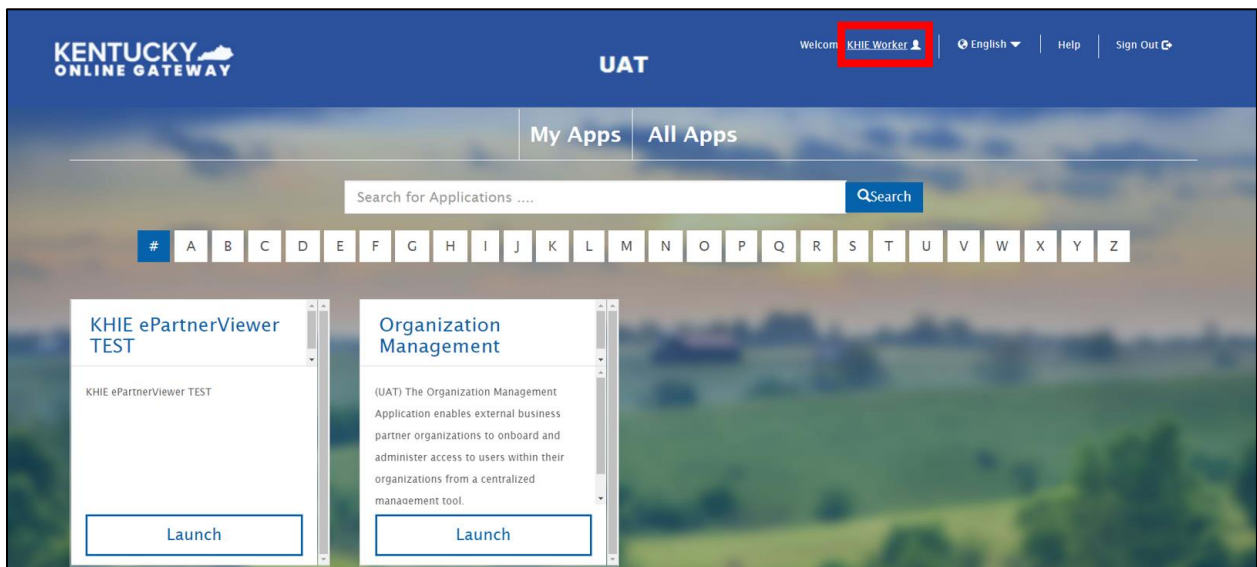 KENTUCKY
ONLINE GATEWAY
UAT
Welcom KHIE Worker
English
Help
Sign Out
My Apps
All Apps
Search for Applications ....
Search
# A B C D E F G H I J K L M N O P Q R S T U V W X Y Z
KHIE ePartnerViewer
TEST
KHIE ePartnerViewer TEST
Launch
Organization
Management
(UAT) The Organization Management
Application enables external business
partner organizations to onboard and
administer access to users within their
organizations from a centralized
management tool.
Launch